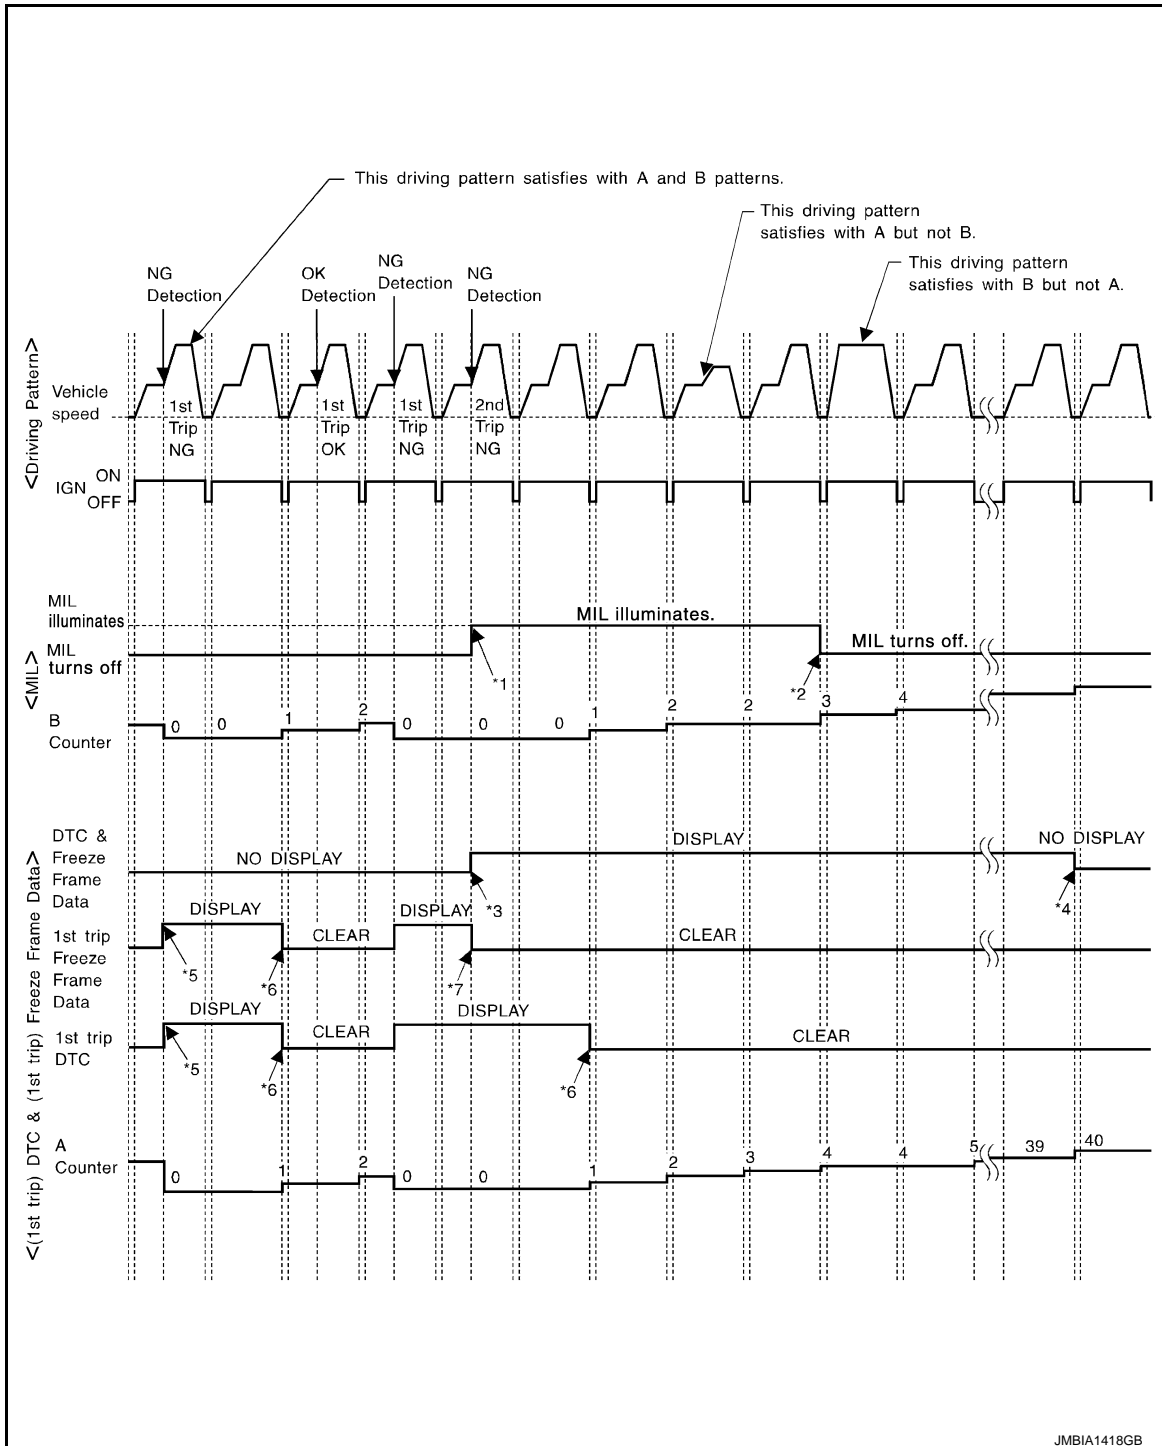 This driving pattern satisfies with A and B patterns.
This driving pattern
satisfies with A but not B.
This driving pattern
satisfies with B but not A.
NG
Detection
OK
Detection
NG
Detection
NG
Detection
<Driving Pattern>
Vehicle
speed
1st
Trip
NG
1st
Trip
OK
1st
Trip
NG
2nd
Trip
NG
IGN ON
OFF
<MIL>
MIL
illuminates
MIL illuminates.
MIL
turns off
MIL turns off.
*1
*2
B
Counter
0 0 1 2 0 0 0 1 2 2 3 4
<(1st trip) DTC & (1st trip) Freeze Frame Data>
DTC &
Freeze
Frame
Data
NO DISPLAY
DISPLAY
NO DISPLAY
*3
*4
1st trip
Freeze
Frame
Data
DISPLAY
CLEAR
DISPLAY
CLEAR
*5
*6
*7
1st trip
DTC
DISPLAY
CLEAR
DISPLAY
CLEAR
*5
*6
*6
A
Counter
0 1 2 0 0 1 2 3 4 4 5 39 40
JMBIA1418GB